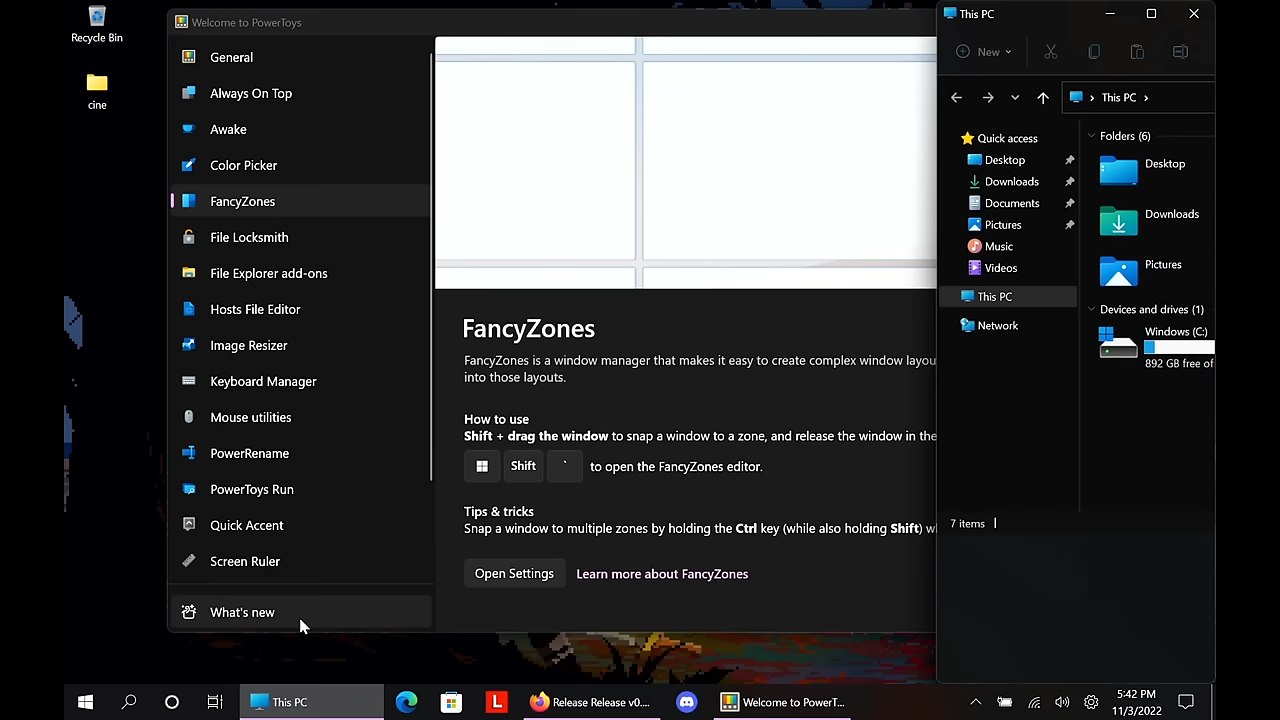 Recycle Bin
cine
Welcome to PowerToys
General
Always On Top
Awake
Color Picker
FancyZones
File Locksmith
File Explorer add-ons
Hosts File Editor
Image Resizer
Keyboard Manager
Mouse utilities
PowerRename
PowerToys Run
Quick Accent
Screen Ruler
What's new
FancyZones
FancyZones is a window manager that makes it easy to create complex window layou
into those layouts.
How to use
Shift + drag the window to snap a window to a zone, and release the window in the
Shift ` to open the FancyZones editor.
Tips & tricks
Snap a window to multiple zones by holding the Ctrl key (while also holding Shift) w
Open Settings Learn more about FancyZones
This PC
New
This PC
Quick access
Desktop
Downloads
Documents
Pictures
Music
Videos
This PC
Network
Folders (6)
Desktop
Downloads
Pictures
Devices and drives (1)
Windows (C:)
892 GB free of
7 items
This PC
L
Release Release v0....
Welcome to PowerT...
5:42 PM
11/3/2022